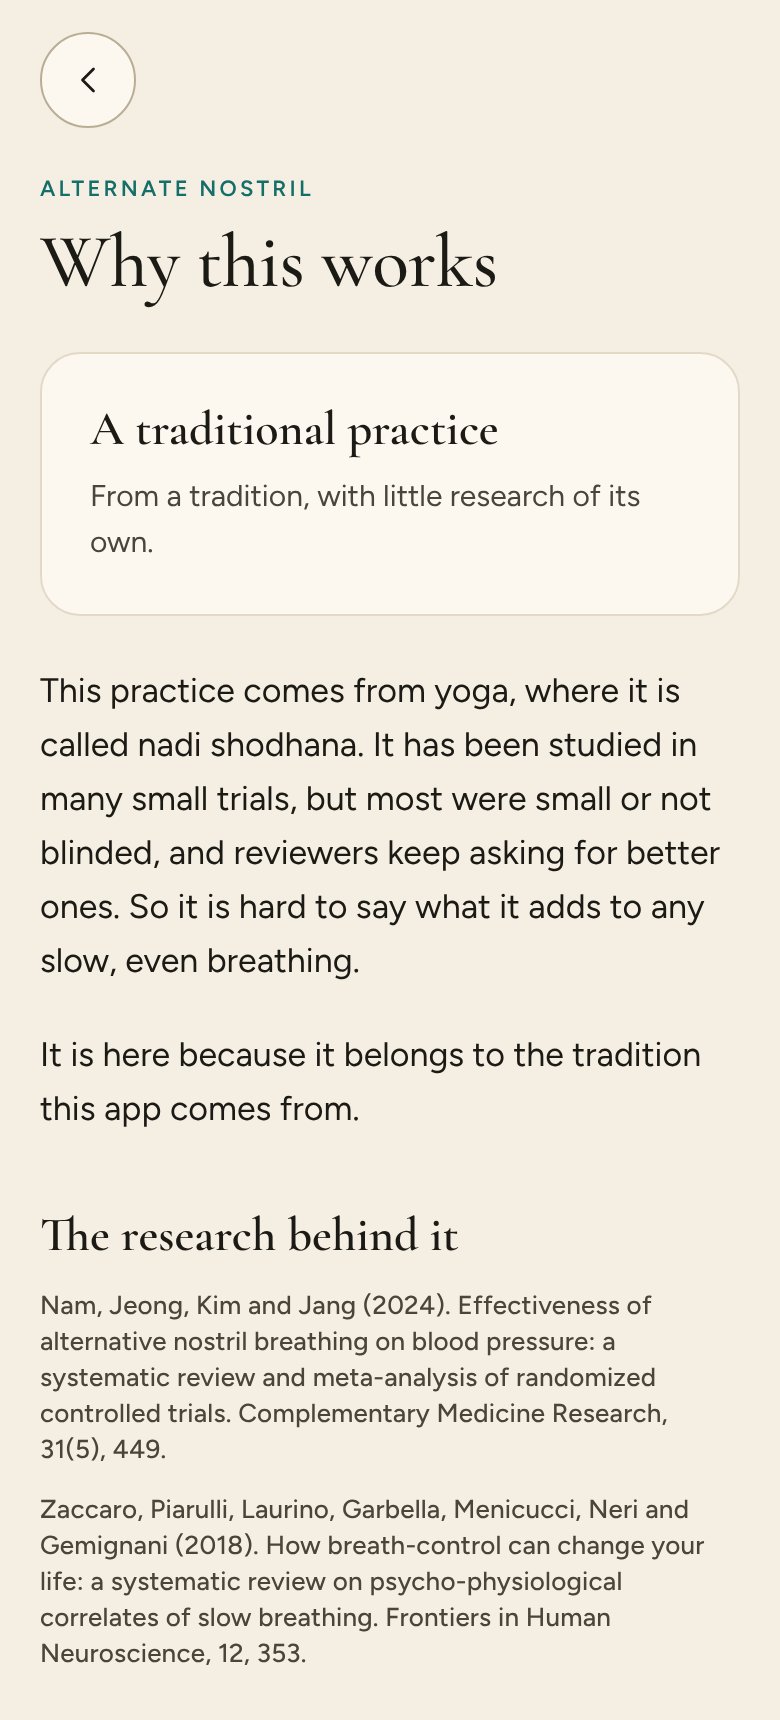 ALTERNATE NOSTRIL
Why this works
A traditional practice
From a tradition, with little research of its
own.
This practice comes from yoga, where it is
called nadi shodhana. It has been studied in
many small trials, but most were small or not
blinded, and reviewers keep asking for better
ones. So it is hard to say what it adds to any
slow, even breathing.
It is here because it belongs to the tradition
this app comes from.
The research behind it
Nam, Jeong, Kim and Jang (2024). Effectiveness of
alternative nostril breathing on blood pressure: a
systematic review and meta-analysis of randomized
controlled trials. Complementary Medicine Research,
31(5), 449.
Zaccaro, Piarulli, Laurino, Garbella, Menicucci, Neri and
Gemignani (2018). How breath-control can change your
life: a systematic review on psycho-physiological
correlates of slow breathing. Frontiers in Human
Neuroscience, 12, 353.